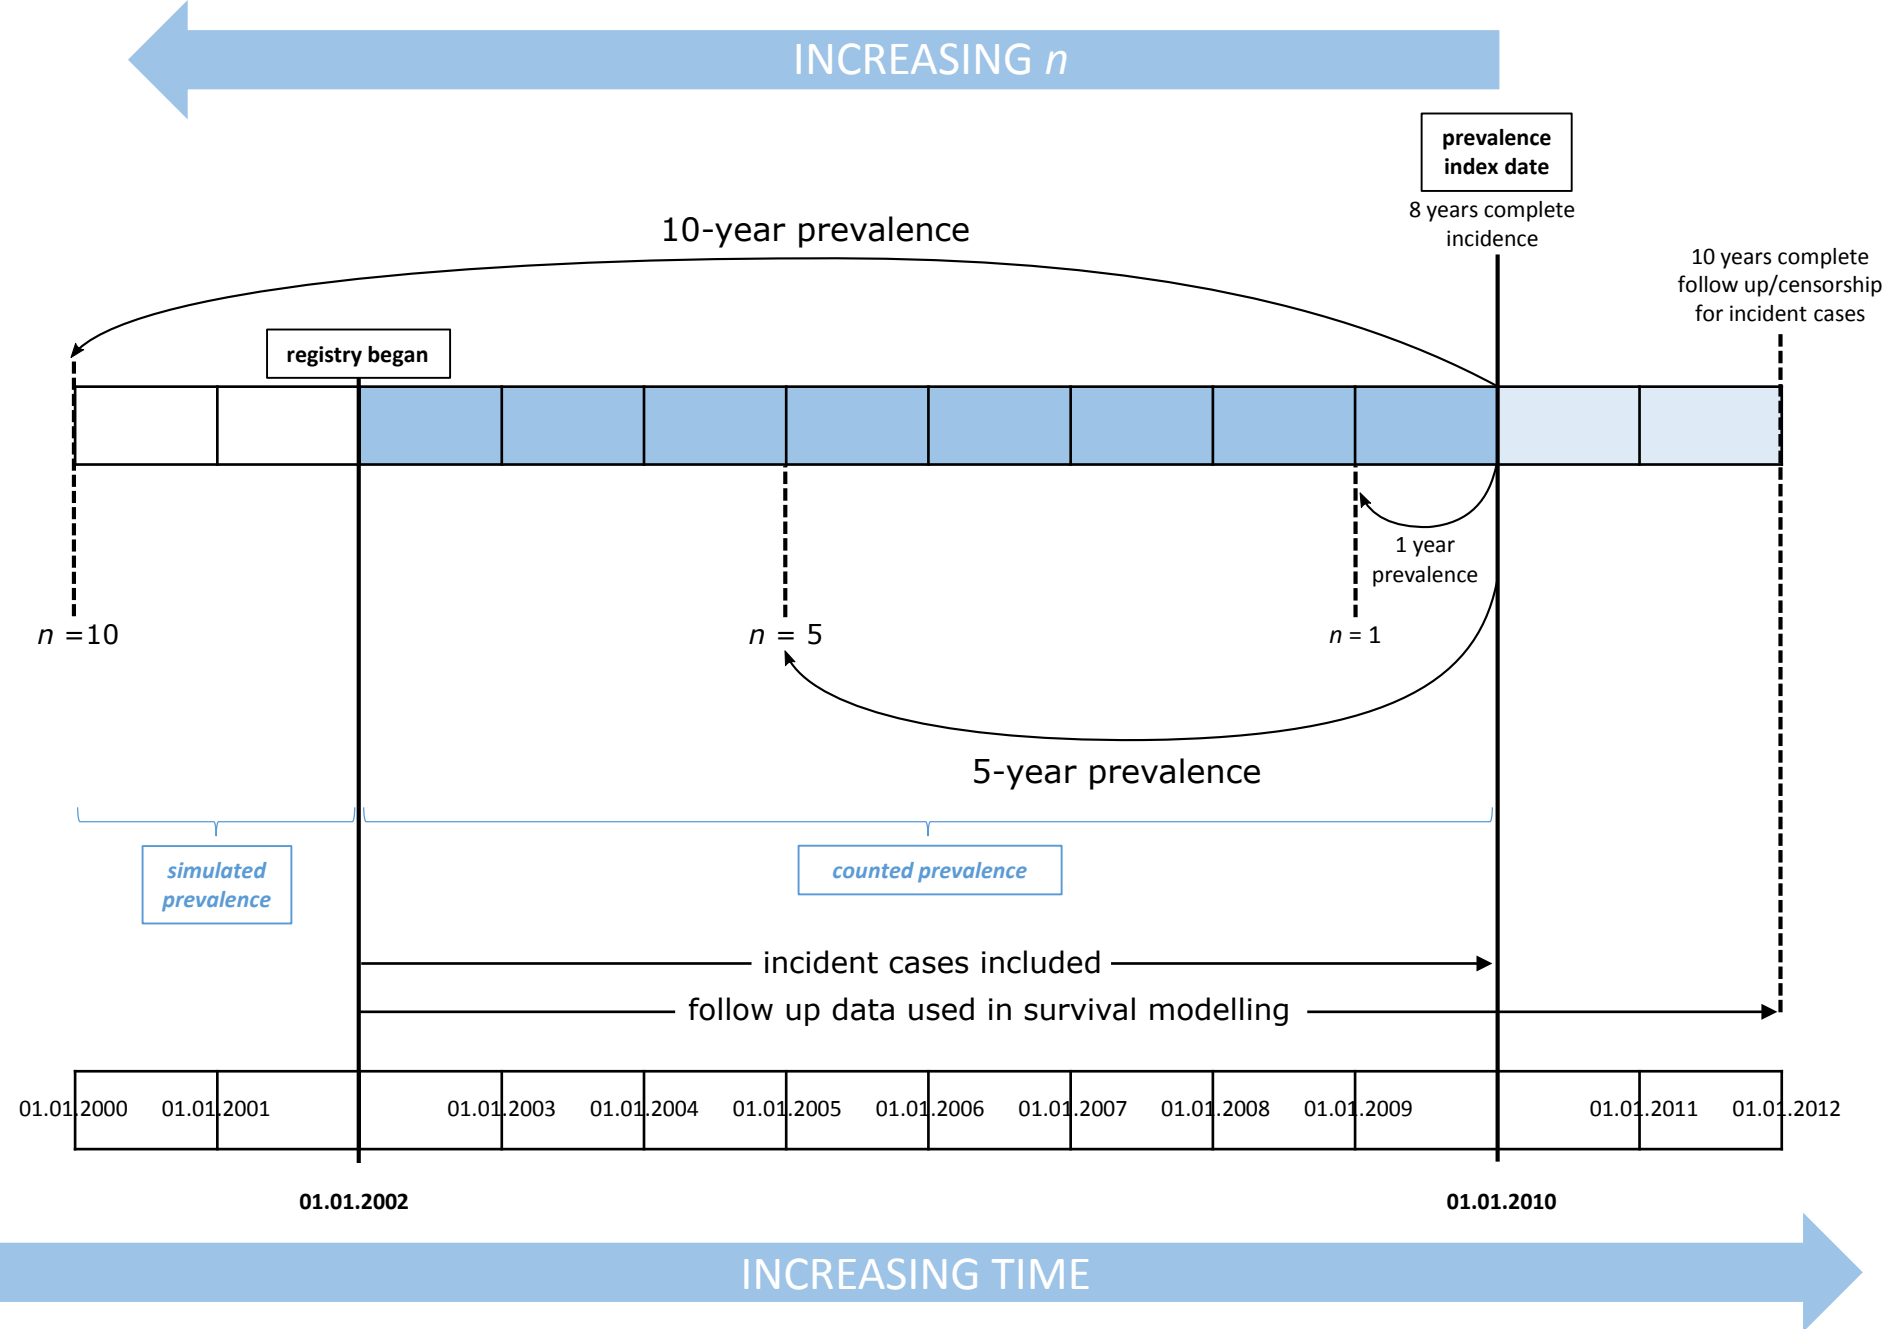 INCREASING n
prevalence
index date
8 years complete
incidence
10-year prevalence
10 years complete
follow up/censorship
for incident cases
registry began
1 year
prevalence
n =10
n = 5
n = 1
5-year prevalence
simulated
prevalence
counted prevalence
incident cases included
follow up data used in survival modelling
01.01.2000 01.01.2001 01.01.2003 01.01.2004 01.01.2005 01.01.2006 01.01.2007 01.01.2008 01.01.2009 01.01.2011 01.01.2012
01.01.2002 01.01.2010
INCREASING TIME